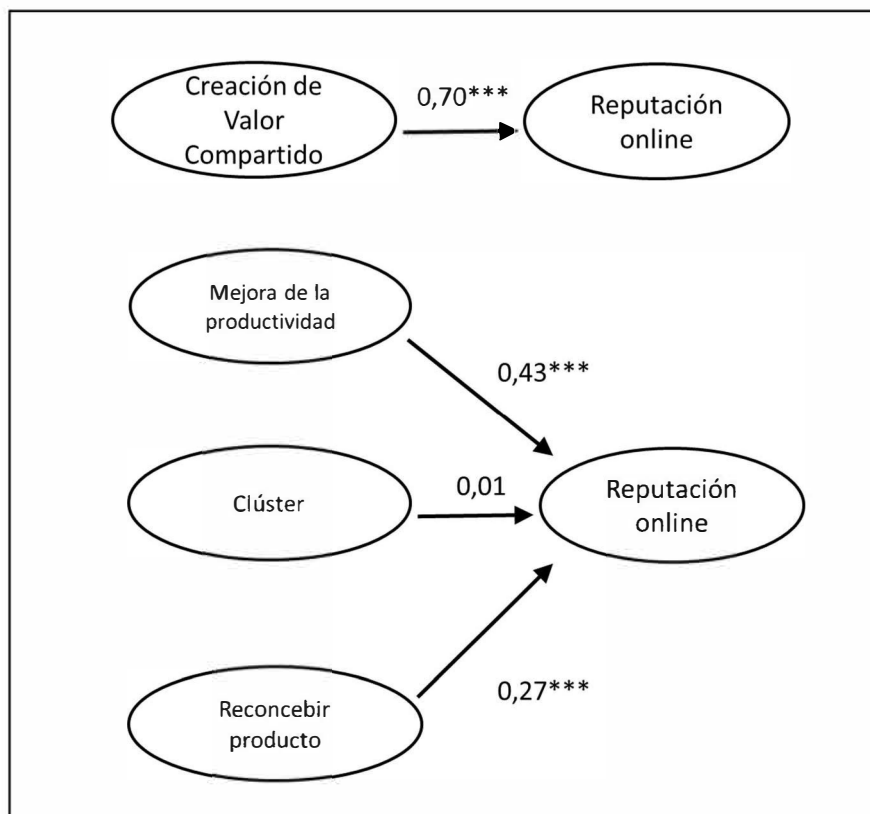 Creación de
Valor
Compartido
0,70***
Reputación
online
Mejora de la
productividad
0,43***
Clúster
0,01
Reputación
online
Reconcebir
producto
0,27***